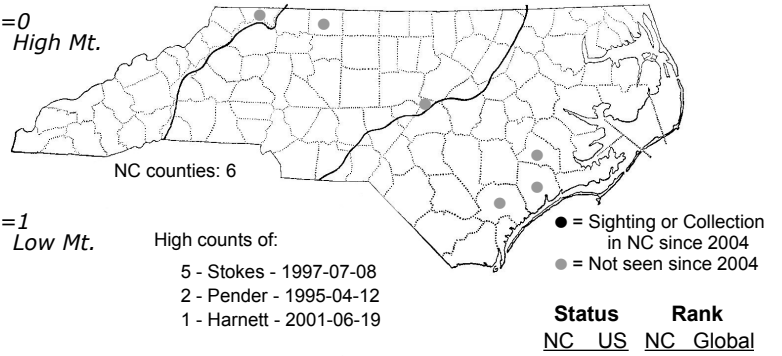 =0
High Mt.
NC counties: 6
=1
Low Mt.
High counts of:
5 - Stokes - 1997-07-08
2 - Pender - 1995-04-12
1 - Harnett - 2001-06-19
● = Sighting or Collection
in NC since 2004
● = Not seen since 2004
Status Rank
NC US NC Global